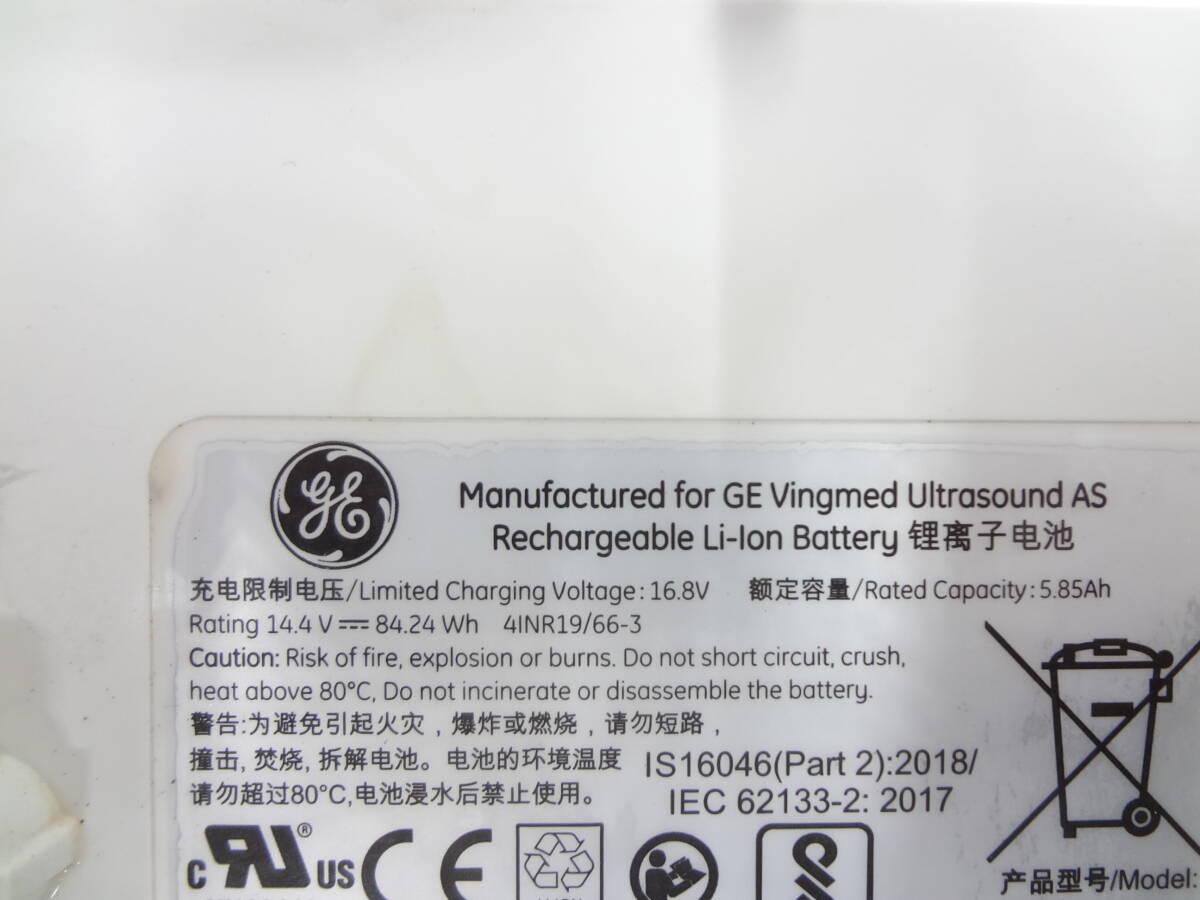 GE
Manufactured for GE Vingmed Ultrasound AS
Rechargeable Li-Ion Battery 锂离子电池
充电限制电压/Limited Charging Voltage: 16.8V 额定容量/Rated Capacity: 5.85Ah
Rating 14.4 V ⎓ 84.24 Wh 4INR19/66-3
Caution: Risk of fire, explosion or burns. Do not short circuit, crush,
heat above 80°C, Do not incinerate or disassemble the battery.
警告:为避免引起火灾，爆炸或燃烧，请勿短路，
撞击, 焚烧, 拆解电池。电池的环境温度
请勿超过80°C,电池浸水后禁止使用。
IS16046(Part 2):2018/
IEC 62133-2: 2017
c RU ® US CE
产品型号/Model: